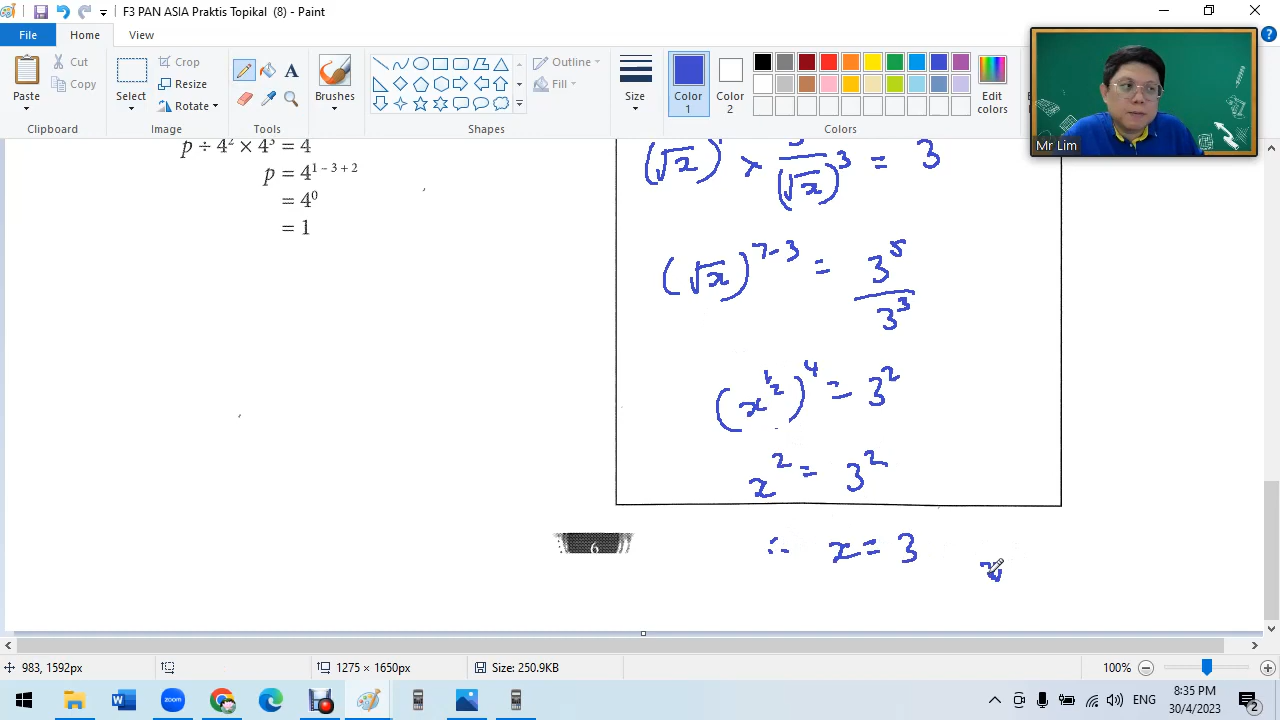 F3 PAN ASIA Praktis Topikal (8) - Paint
File Home View
Paste Cut Copy Clipboard
Select Crop Resize Rotate Image
Tools
Brushes
Outline Fill Shapes
Size
Color 1 Color 2 Edit colors Colors
Mr Lim
p ÷ 4² × 4³ = 4
p = 4^{1 – 3 + 2}
= 4⁰
= 1
= 3
(√x)^{7-3} = 3⁵/3³
(x^{1/2})⁴ = 3²
x² = 3²
∴ x = 3
6
983, 1592px 1275 × 1650px Size: 250.9KB 100%
zoom ENG 8:35 PM
30/4/2023 2